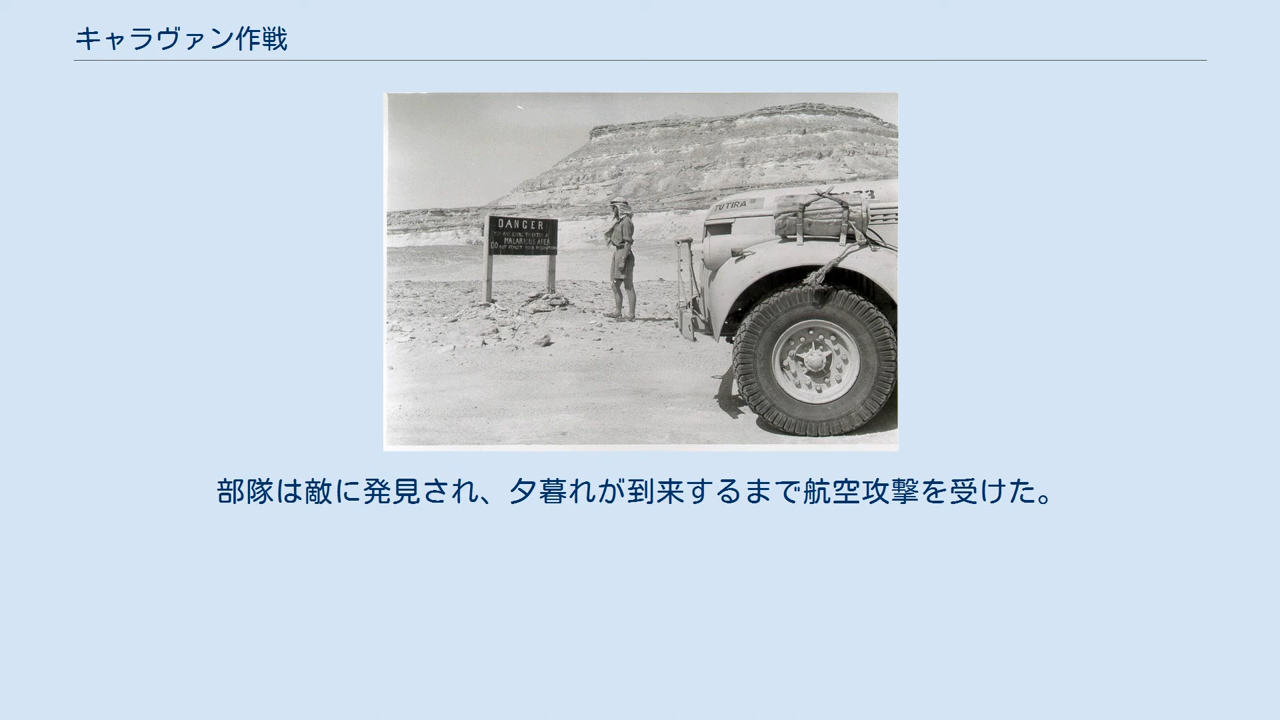 キャラヴァン作戦
DANGER
MALARIOUS AREA
TUTIRA
部隊は敵に発見され、夕暮れが到来するまで航空攻撃を受けた。